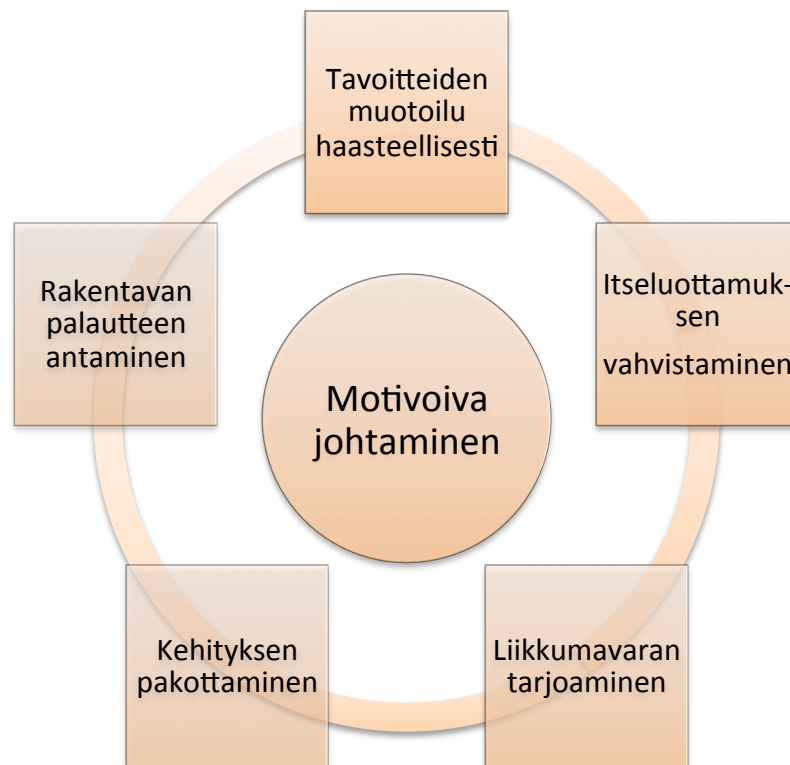 Tavoitteiden
muotoilu
haasteellisesti
Itseluottamuk-
sen
vahvistaminen
Liikkumavaran
tarjoaminen
Kehityksen
pakottaminen
Rakentavan
palautteen
antaminen
Motivoiva
johtaminen